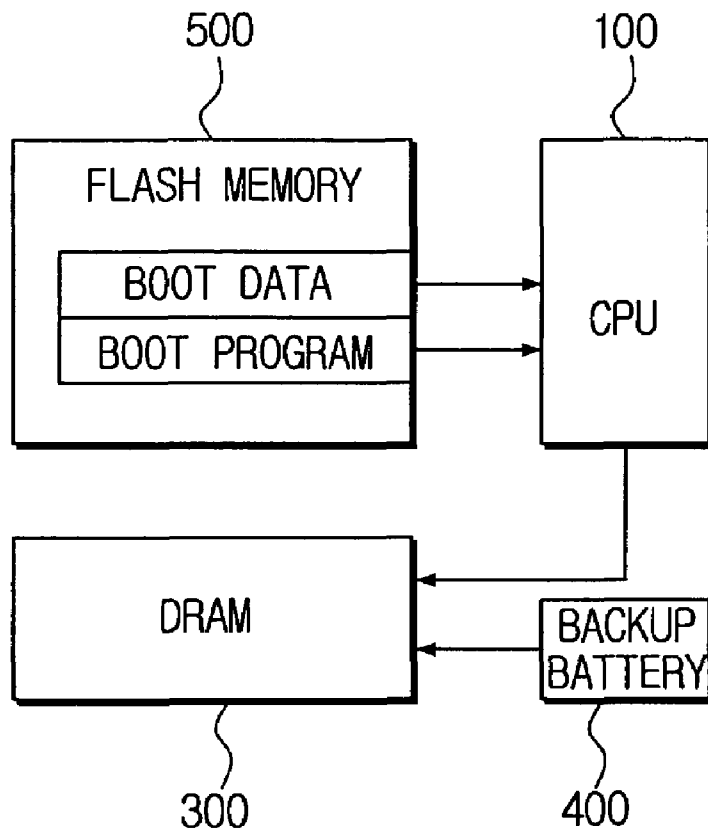 500
100
FLASH MEMORY
BOOT DATA
BOOT PROGRAM
CPU
DRAM
BACKUP
BATTERY
300
400